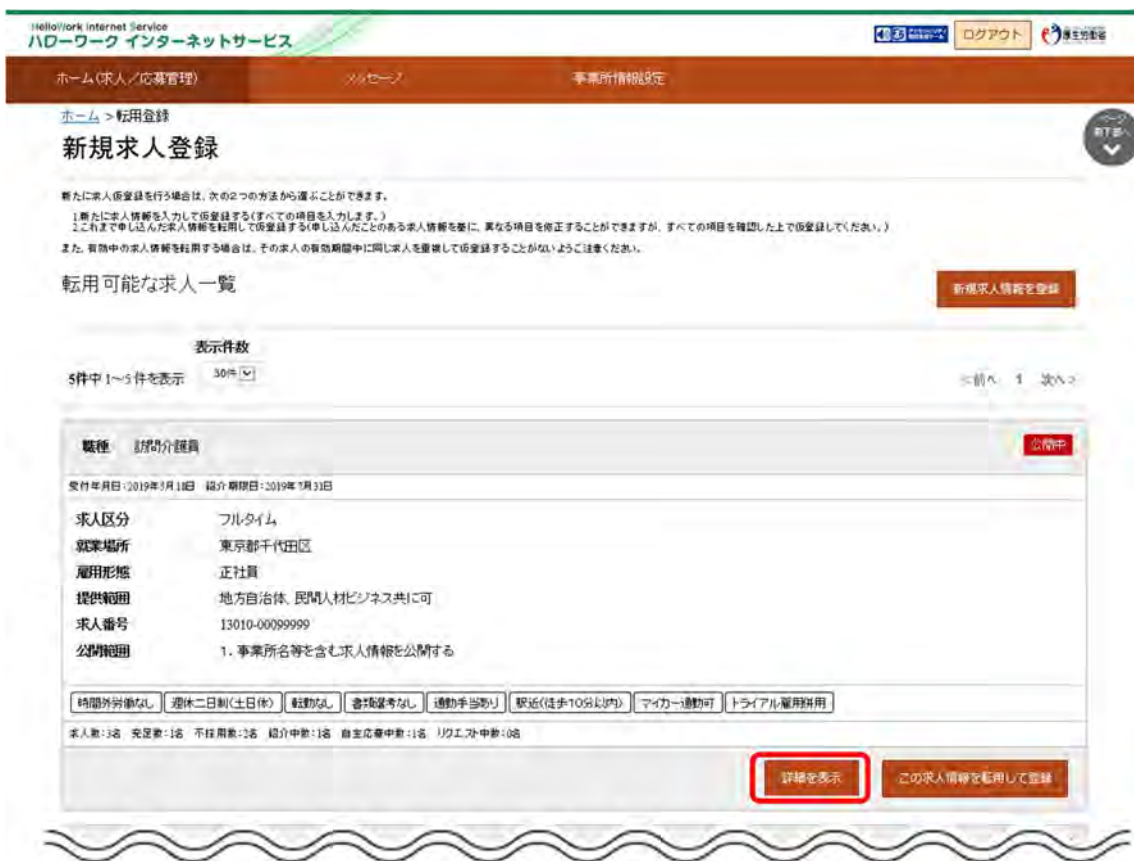 HelloWork Internet Service
ハローワーク インターネットサービス
ログアウト
厚生労働省
ホーム(求人／応募管理)
メッセージ
事業所情報設定
ホーム > 転用登録
新規求人登録
新たに求人仮登録を行う場合は、次の2つの方法から選ぶことができます。
1.新たに求人情報を入力して仮登録する(すべての項目を入力します。)
2.これまで申し込んだ求人情報を転用して仮登録する(申し込んだことのある求人情報を基に、異なる項目を修正することができますが、すべての項目を確認した上で仮登録してください。)
また、有効中の求人情報を転用する場合は、その求人の有効期間中に同じ求人を重複して仮登録することがないようご注意ください。
転用可能な求人一覧
新規求人情報を登録
表示件数
5件中 1～5 件を表示 30件
<前へ 1 次へ>
職種 訪問介護員
公開中
受付年月日：2019年5月18日 紹介期限日：2019年7月31日
求人区分 フルタイム
就業場所 東京都千代田区
雇用形態 正社員
提供範囲 地方自治体、民間人材ビジネス共に可
求人番号 13010-00099999
公開範囲 1．事業所名等を含む求人情報を公開する
時間外労働なし 週休二日制(土日休) 転勤なし 書類選考なし 通勤手当あり 駅近(徒歩10分以内) マイカー通勤可 トライアル雇用併用
求人数：3名 充足数：1名 不採用数：2名 紹介中数：1名 自主応募中数：1名 リクエスト中数：0名
詳細を表示
この求人情報を転用して登録